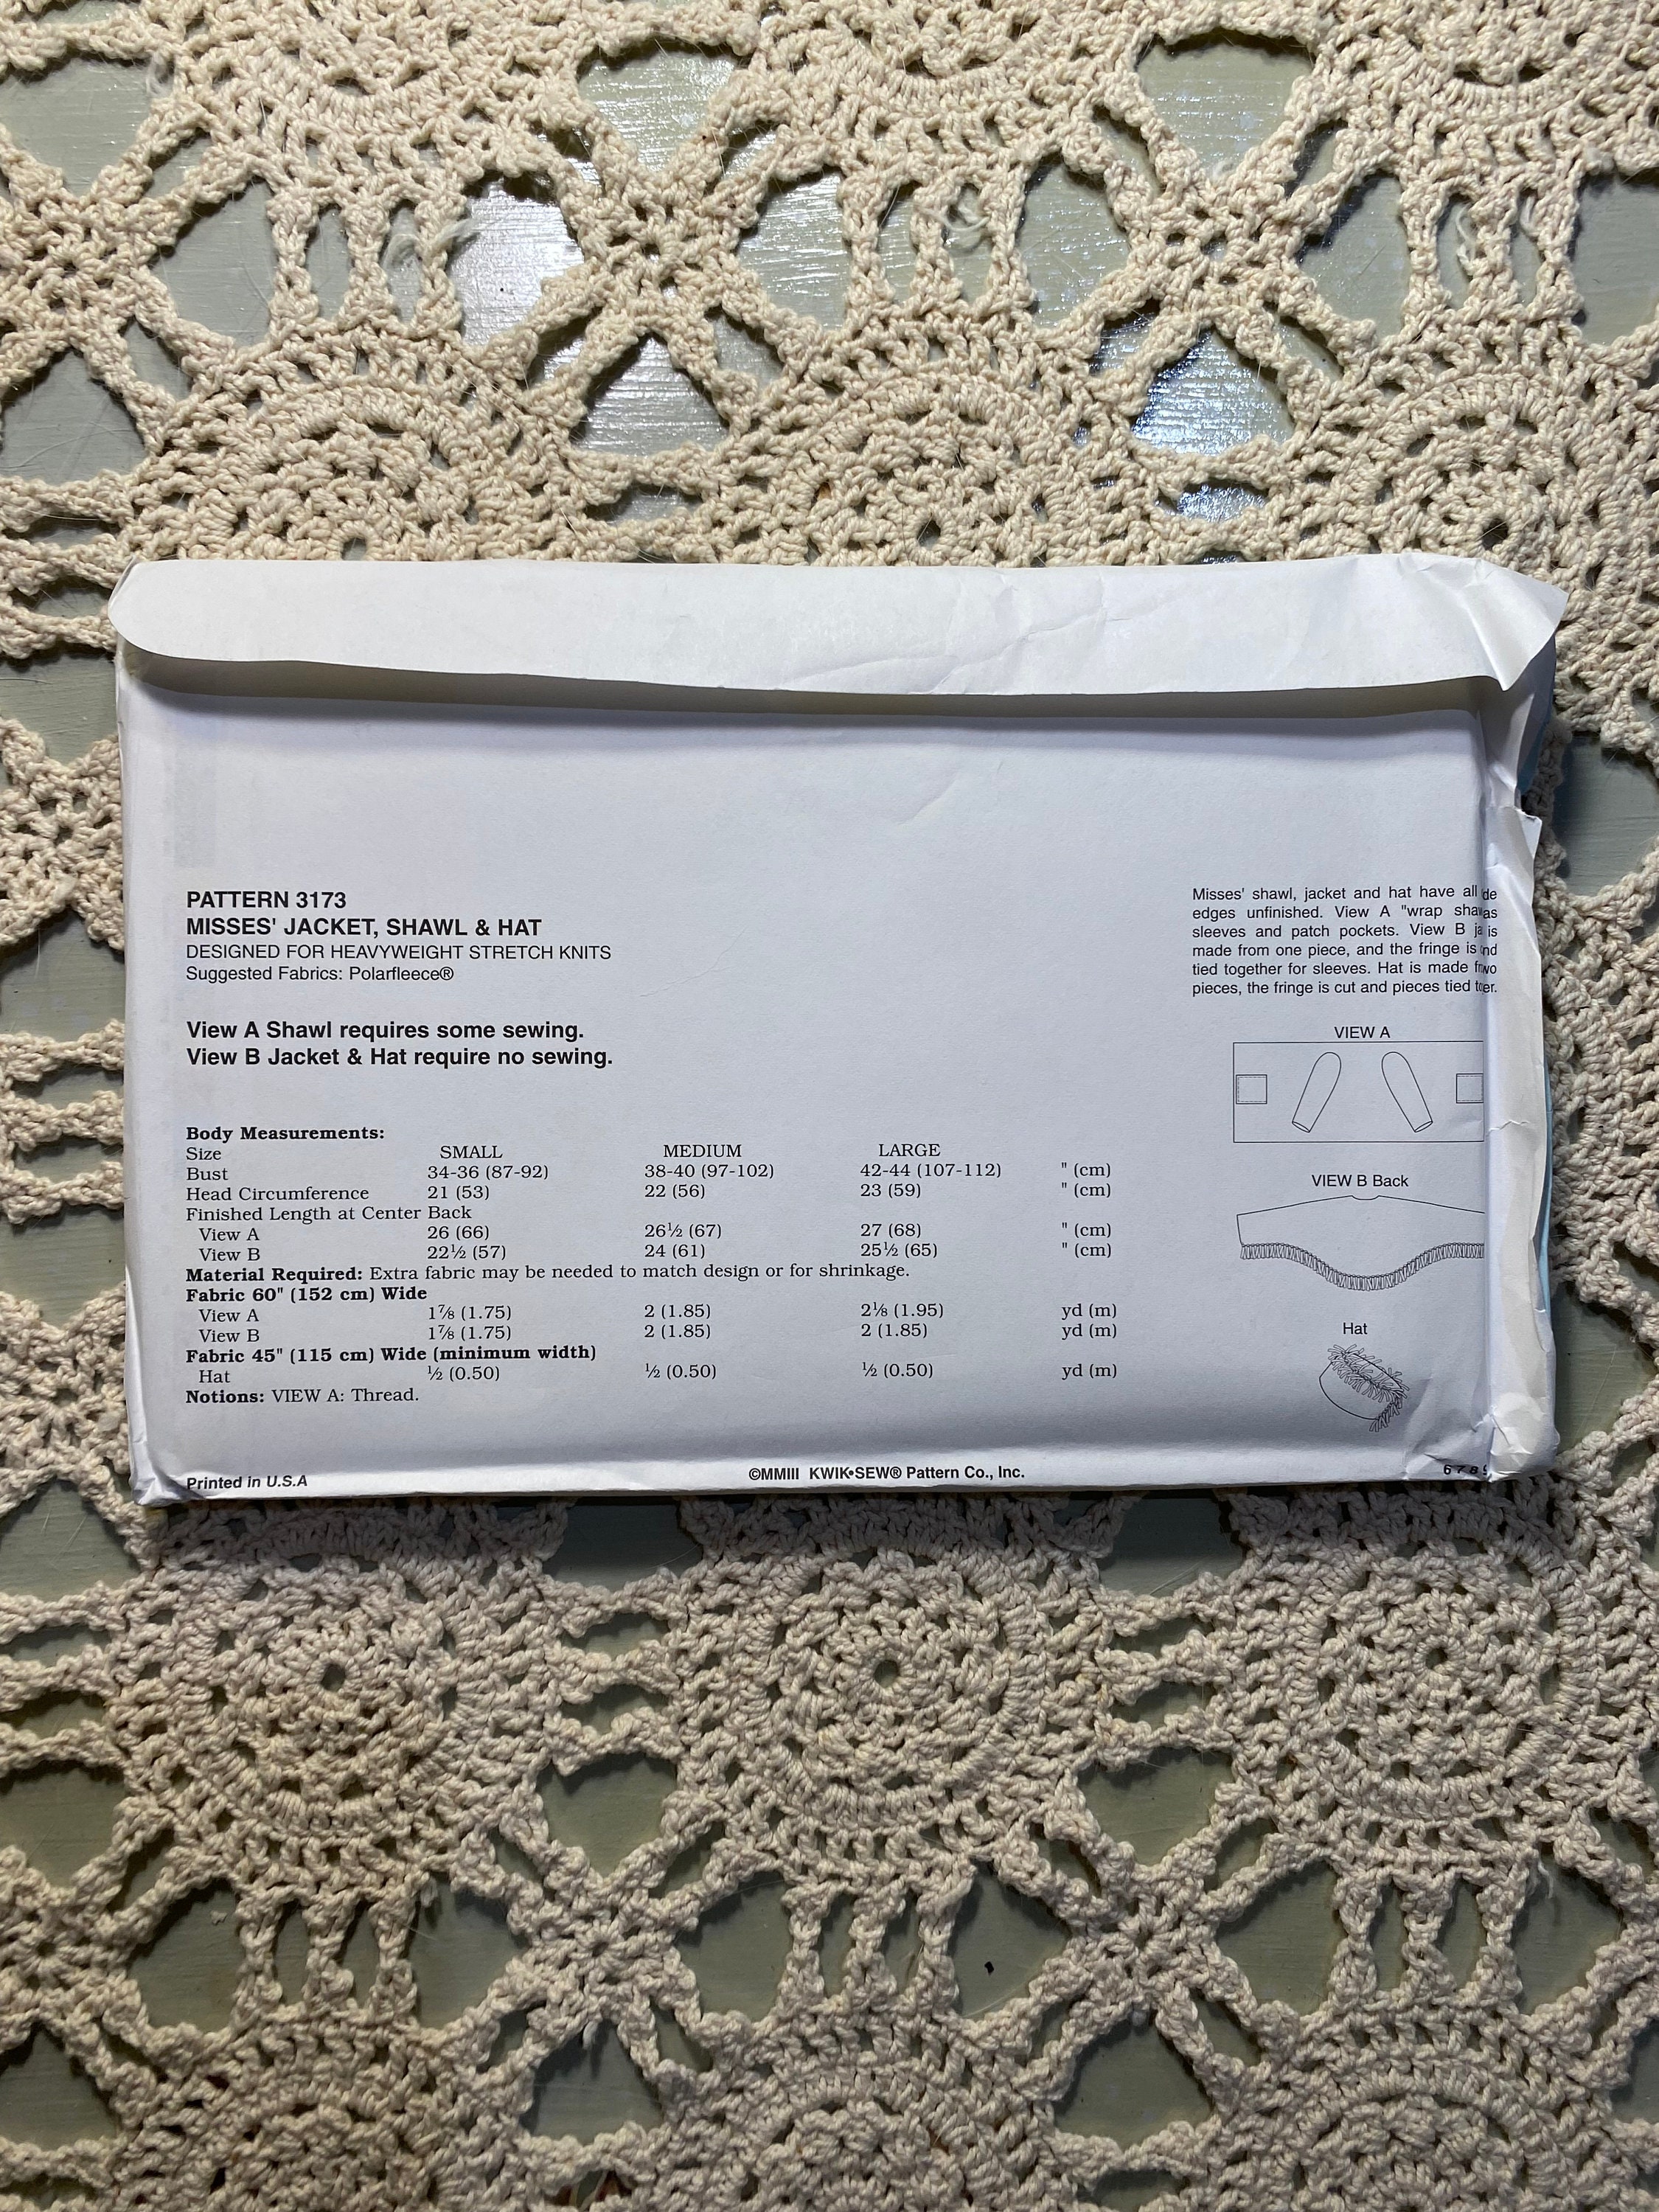 PATTERN 3173
MISSES' JACKET, SHAWL & HAT
DESIGNED FOR HEAVYWEIGHT STRETCH KNITS
Suggested Fabrics: Polarfleece®
View A Shawl requires some sewing.
View B Jacket & Hat require no sewing.
Body Measurements:
Size SMALL MEDIUM LARGE
Bust 34-36 (87-92) 38-40 (97-102) 42-44 (107-112) " (cm)
Head Circumference 21 (53) 22 (56) 23 (59) " (cm)
Finished Length at Center Back
View A 26 (66) 26½ (67) 27 (68) " (cm)
View B 22½ (57) 24 (61) 25½ (65) " (cm)
Material Required: Extra fabric may be needed to match design or for shrinkage.
Fabric 60" (152 cm) Wide
View A 1⅞ (1.75) 2 (1.85) 2⅛ (1.95) yd (m)
View B 1⅞ (1.75) 2 (1.85) 2 (1.85) yd (m)
Fabric 45" (115 cm) Wide (minimum width)
Hat ½ (0.50) ½ (0.50) ½ (0.50) yd (m)
Notions: VIEW A: Thread.
Printed in U.S.A
©MMIII KWIK•SEW® Pattern Co., Inc.
Misses' shawl, jacket and hat have all
edges unfinished. View A "wrap
sleeves and patch pockets. View B is
made from one piece, and the fringe is
tied together for sleeves. Hat is made
pieces, the fringe is cut and pieces tied
VIEW A
VIEW B Back
Hat